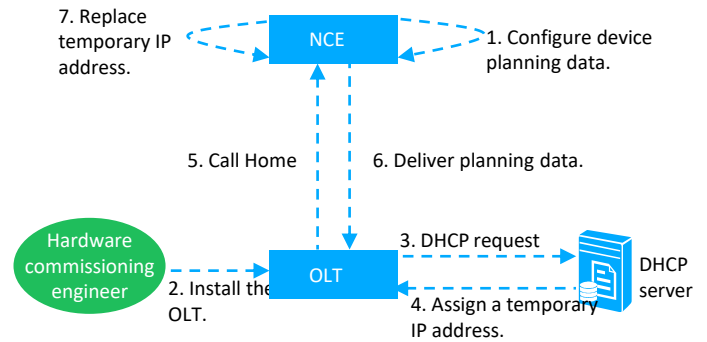 7. Replace
temporary IP
address.
NCE
1. Configure device
planning data.
5. Call Home
6. Deliver planning data.
Hardware
commissioning
engineer
2. Install the
OLT.
OLT
3. DHCP request
4. Assign a temporary
IP address.
DHCP
server